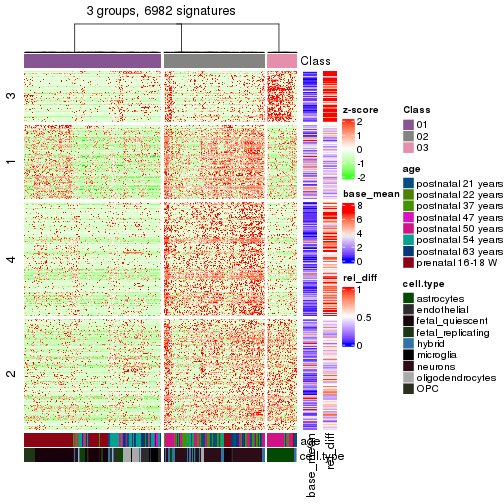 3 groups, 6982 signatures
Class
3
1
4
2
age
cell.type
base_mean
rel_diff
z-score
2
1
0
-1
-2
base_mean
8
6
4
2
0
rel_diff
1
0.5
0
Class
01
02
03
age
postnatal 21 years
postnatal 22 years
postnatal 37 years
postnatal 47 years
postnatal 50 years
postnatal 54 years
postnatal 63 years
prenatal 16-18 W
cell.type
astrocytes
endothelial
fetal_quiescent
fetal_replicating
hybrid
microglia
neurons
oligodendrocytes
OPC